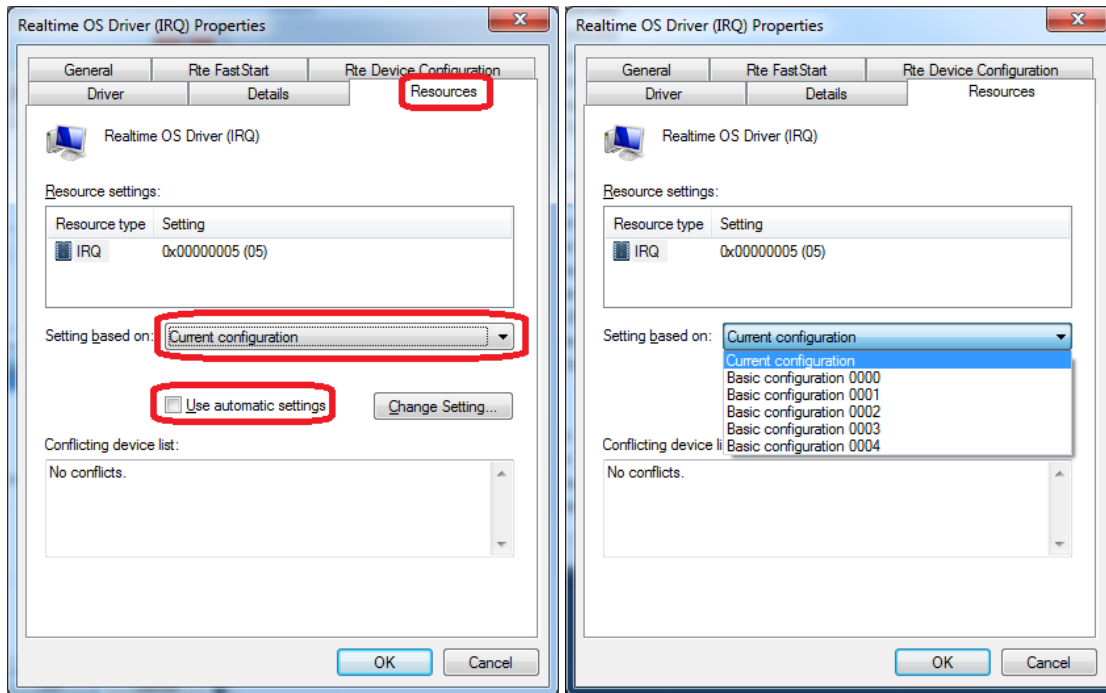 Realtime OS Driver (IRQ) Properties
X
General Rte FastStart Rte Device Configuration
Driver Details Resources
Realtime OS Driver (IRQ)
Resource settings:
Resource type Setting
IRQ 0x00000005 (05)
Setting based on: Current configuration
Use automatic settings Change Setting...
Conflicting device list:
No conflicts.
OK Cancel
Realtime OS Driver (IRQ) Properties
X
General Rte FastStart Rte Device Configuration
Driver Details Resources
Realtime OS Driver (IRQ)
Resource settings:
Resource type Setting
IRQ 0x00000005 (05)
Setting based on: Current configuration
Current configuration
Basic configuration 0000
Basic configuration 0001
Basic configuration 0002
Basic configuration 0003
Conflicting device li Basic configuration 0004
No conflicts.
OK Cancel